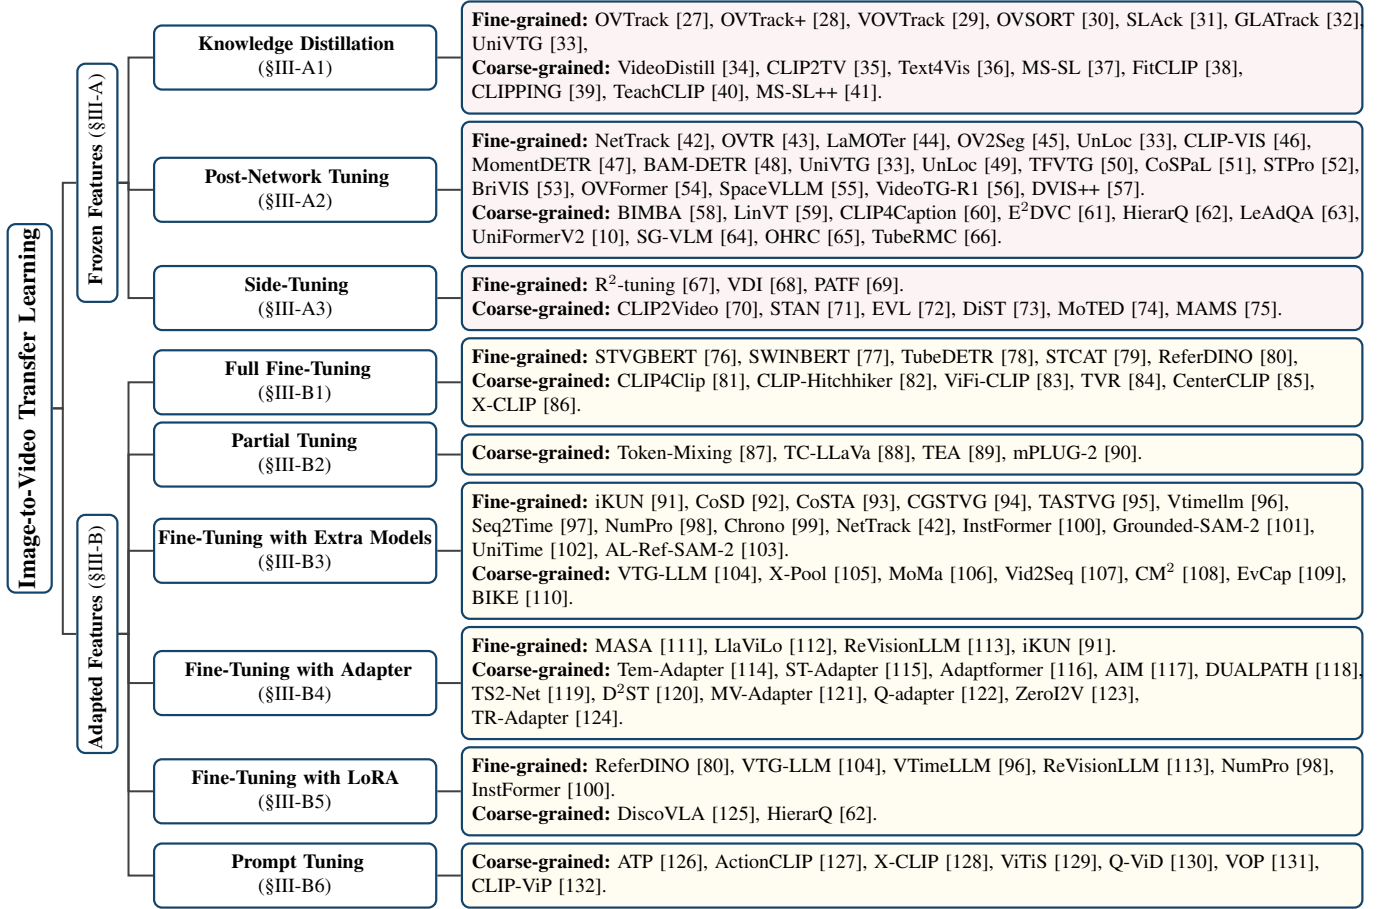 Image-to-Video Transfer Learning
Frozen Features (§III-A)
Knowledge Distillation
(§III-A1)
Fine-grained: OVTrack [27], OVTrack+ [28], VOVTrack [29], OVSORT [30], SLAck [31], GLATrack [32],
UniVTG [33],
Coarse-grained: VideoDistill [34], CLIP2TV [35], Text4Vis [36], MS-SL [37], FitCLIP [38],
CLIPPING [39], TeachCLIP [40], MS-SL++ [41].
Post-Network Tuning
(§III-A2)
Fine-grained: NetTrack [42], OVTR [43], LaMOTer [44], OV2Seg [45], UnLoc [33], CLIP-VIS [46],
MomentDETR [47], BAM-DETR [48], UniVTG [33], UnLoc [49], TFVTG [50], CoSPaL [51], STPro [52],
BriVIS [53], OVFormer [54], SpaceVLLM [55], VideoTG-R1 [56], DVIS++ [57].
Coarse-grained: BIMBA [58], LinVT [59], CLIP4Caption [60], E²DVC [61], HierarQ [62], LeAdQA [63],
UniFormerV2 [10], SG-VLM [64], OHRC [65], TubeRMC [66].
Side-Tuning
(§III-A3)
Fine-grained: R²-tuning [67], VDI [68], PATF [69].
Coarse-grained: CLIP2Video [70], STAN [71], EVL [72], DiST [73], MoTED [74], MAMS [75].
Adapted Features (§III-B)
Full Fine-Tuning
(§III-B1)
Fine-grained: STVGBERT [76], SWINBERT [77], TubeDETR [78], STCAT [79], ReferDINO [80],
Coarse-grained: CLIP4Clip [81], CLIP-Hitchhiker [82], ViFi-CLIP [83], TVR [84], CenterCLIP [85],
X-CLIP [86].
Partial Tuning
(§III-B2)
Coarse-grained: Token-Mixing [87], TC-LLaVa [88], TEA [89], mPLUG-2 [90].
Fine-Tuning with Extra Models
(§III-B3)
Fine-grained: iKUN [91], CoSD [92], CoSTA [93], CGSTVG [94], TASTVG [95], Vtimellm [96],
Seq2Time [97], NumPro [98], Chrono [99], NetTrack [42], InstFormer [100], Grounded-SAM-2 [101],
UniTime [102], AL-Ref-SAM-2 [103].
Coarse-grained: VTG-LLM [104], X-Pool [105], MoMa [106], Vid2Seq [107], CM² [108], EvCap [109],
BIKE [110].
Fine-Tuning with Adapter
(§III-B4)
Fine-grained: MASA [111], LlaViLo [112], ReVisionLLM [113], iKUN [91].
Coarse-grained: Tem-Adapter [114], ST-Adapter [115], Adaptformer [116], AIM [117], DUALPATH [118],
TS2-Net [119], D²ST [120], MV-Adapter [121], Q-adapter [122], ZeroI2V [123],
TR-Adapter [124].
Fine-Tuning with LoRA
(§III-B5)
Fine-grained: ReferDINO [80], VTG-LLM [104], VTimeLLM [96], ReVisionLLM [113], NumPro [98],
InstFormer [100].
Coarse-grained: DiscoVLA [125], HierarQ [62].
Prompt Tuning
(§III-B6)
Coarse-grained: ATP [126], ActionCLIP [127], X-CLIP [128], ViTiS [129], Q-ViD [130], VOP [131],
CLIP-ViP [132].